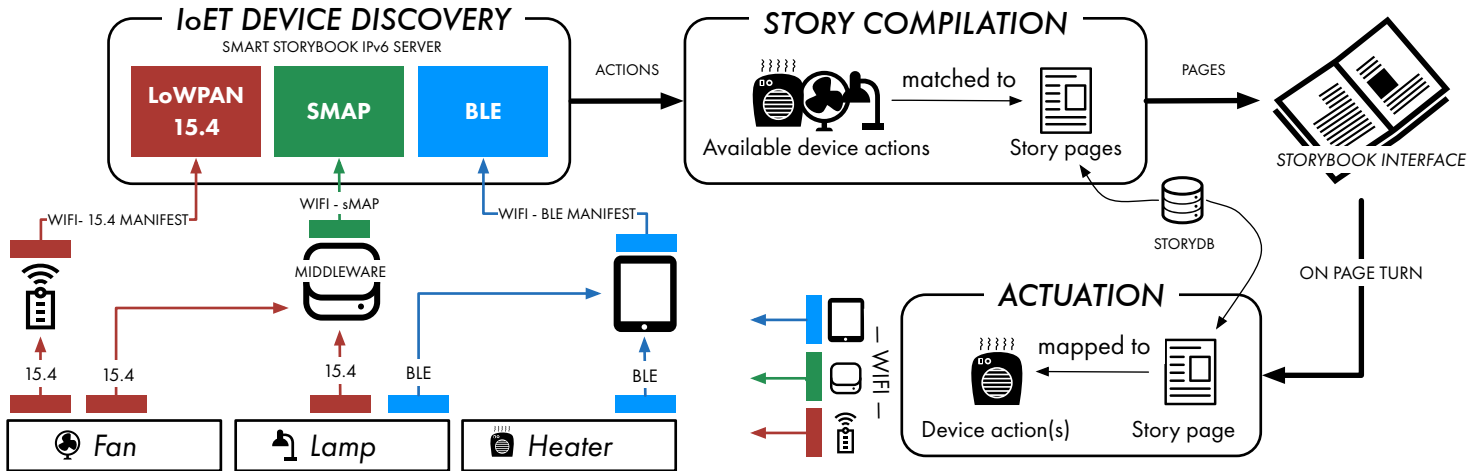 IoET DEVICE DISCOVERY
SMART STORYBOOK IPv6 SERVER
LoWPAN
15.4
SMAP
BLE
ACTIONS
STORY COMPILATION
matched to
Available device actions
Story pages
PAGES
STORYBOOK INTERFACE
WIFI- 15.4 MANIFEST
WIFI - sMAP
WIFI - BLE MANIFEST
MIDDLEWARE
STORYDB
ON PAGE TURN
15.4
15.4
15.4
BLE
BLE
Fan
Lamp
Heater
— WIFI —
ACTUATION
mapped to
Device action(s)
Story page